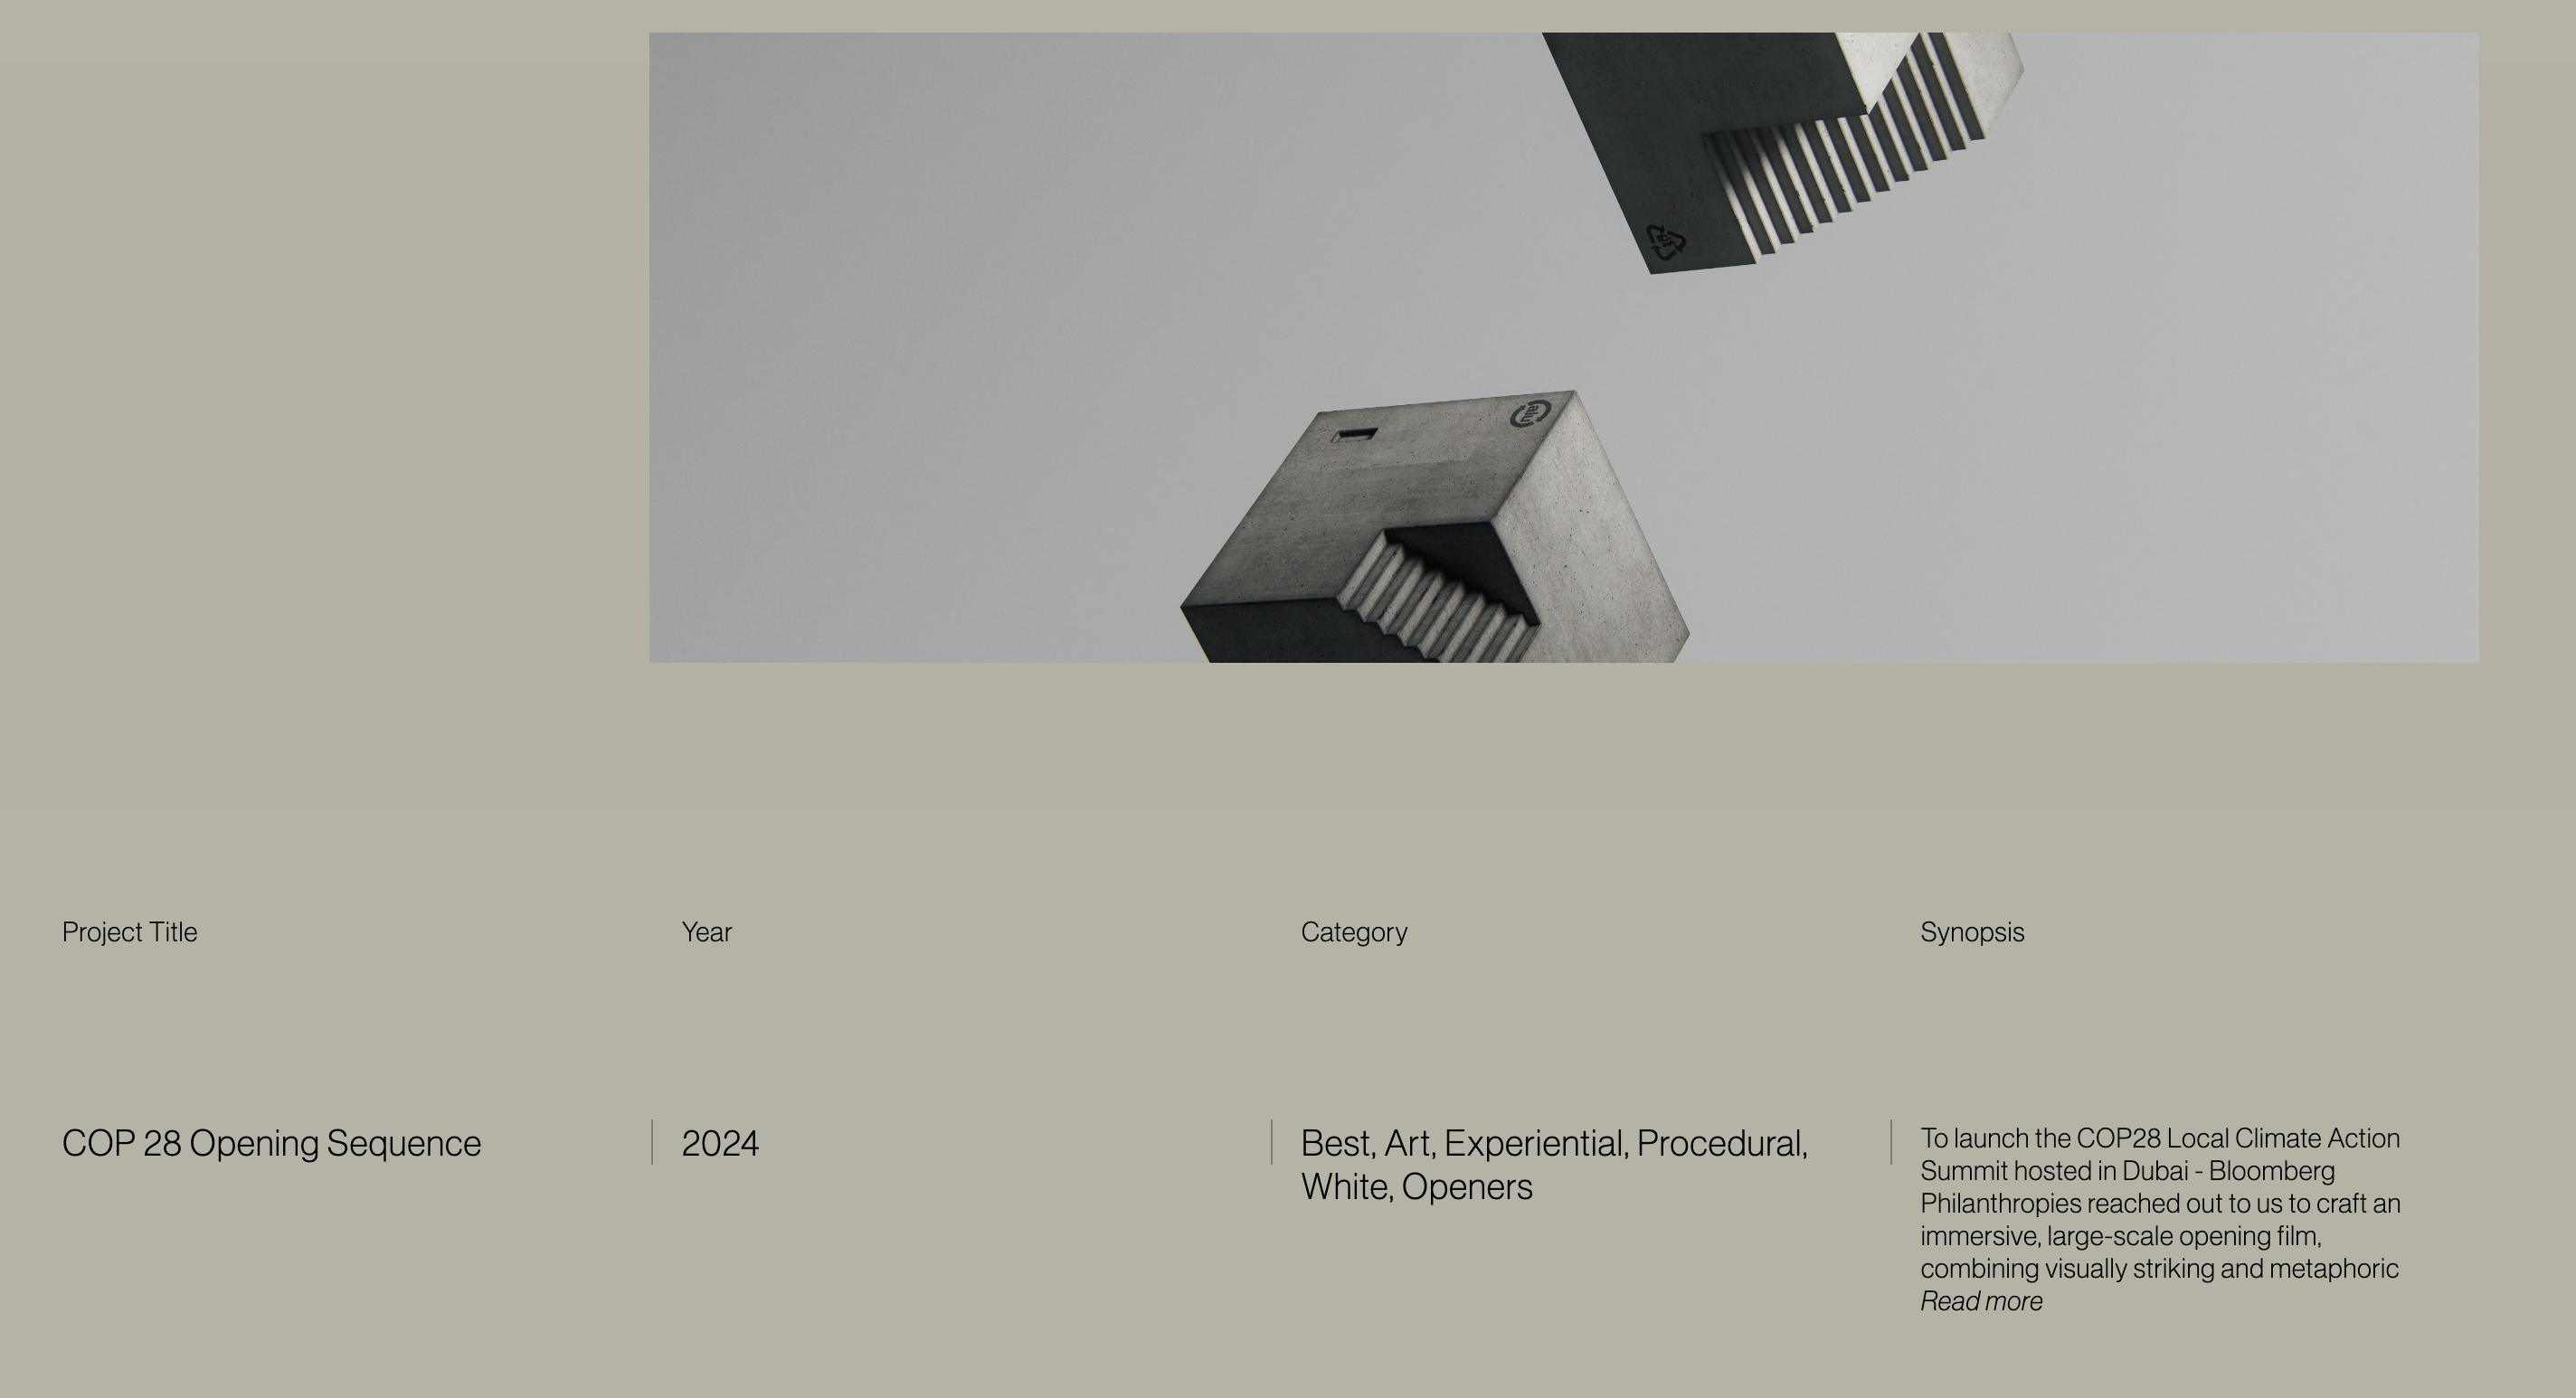 alu
Project Title
Year
Category
Synopsis
COP 28 Opening Sequence
2024
Best, Art, Experiential, Procedural,
White, Openers
To launch the COP28 Local Climate Action
Summit hosted in Dubai - Bloomberg
Philanthropies reached out to us to craft an
immersive, large-scale opening film,
combining visually striking and metaphoric
Read more